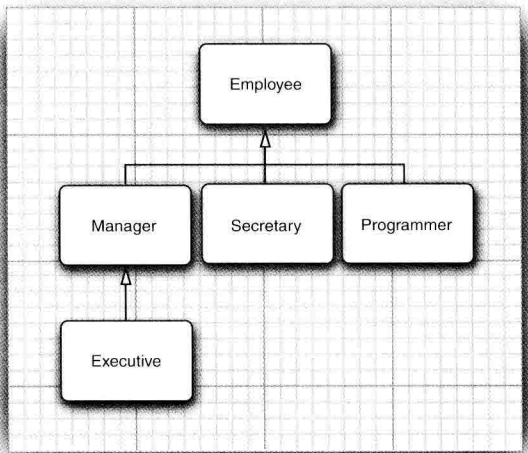 Employee
Manager
Secretary
Programmer
Executive